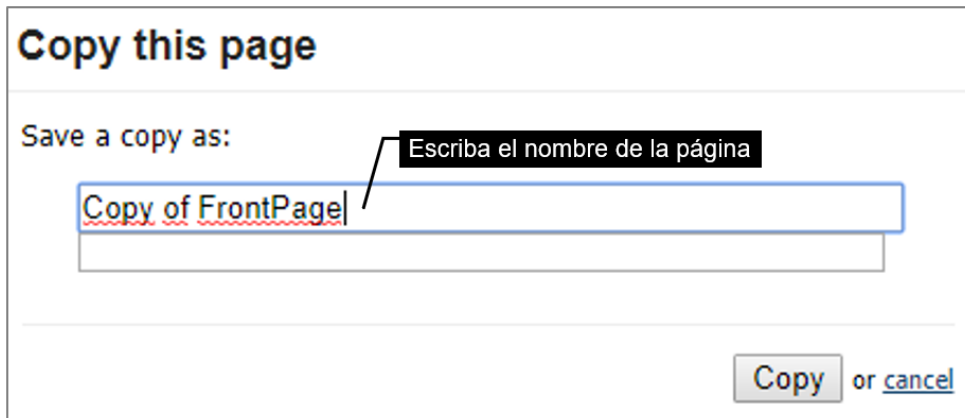 Copy this page
Save a copy as:
Escriba el nombre de la página
Copy of FrontPage
Copy or cancel